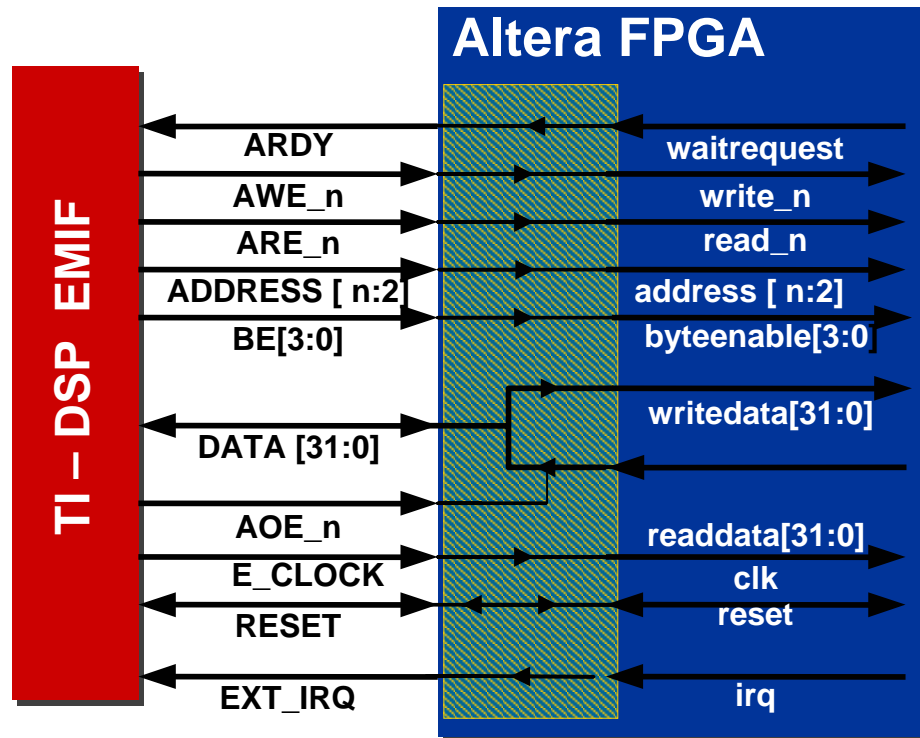 Altera FPGA
TI – DSP EMIF
ARDY
waitrequest
AWE_n
write_n
ARE_n
read_n
ADDRESS [ n:2]
address [ n:2]
BE[3:0]
byteenable[3:0]
DATA [31:0]
writedata[31:0]
AOE_n
readdata[31:0]
E_CLOCK
clk
RESET
reset
EXT_IRQ
irq